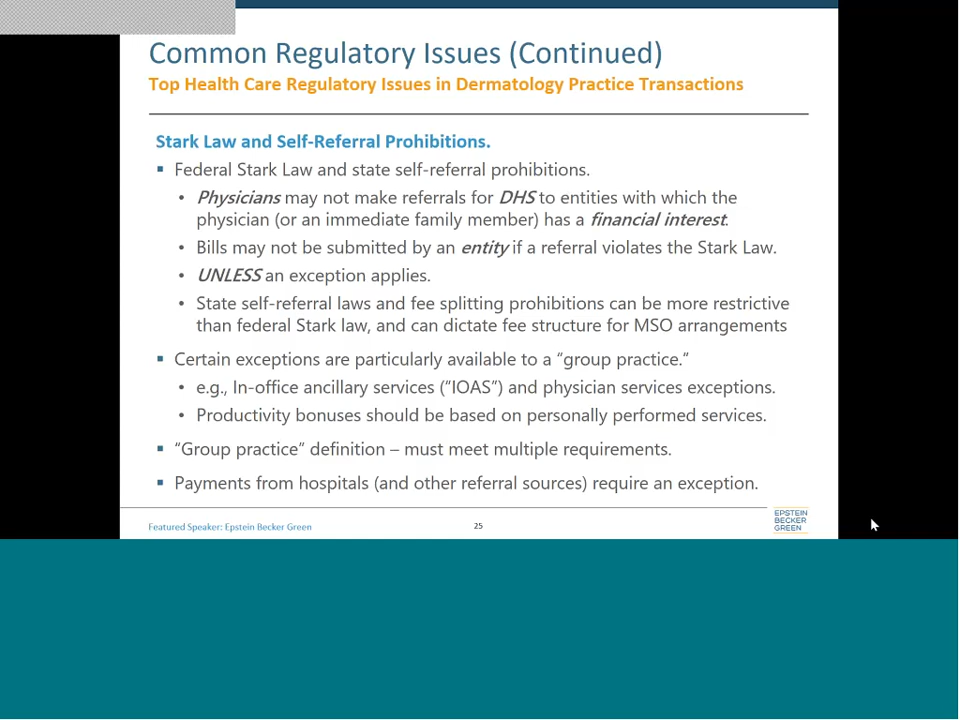 Common Regulatory Issues (Continued)
Top Health Care Regulatory Issues in Dermatology Practice Transactions
Stark Law and Self-Referral Prohibitions.
▪ Federal Stark Law and state self-referral prohibitions.
• Physicians may not make referrals for DHS to entities with which the
physician (or an immediate family member) has a financial interest.
• Bills may not be submitted by an entity if a referral violates the Stark Law.
• UNLESS an exception applies.
• State self-referral laws and fee splitting prohibitions can be more restrictive
than federal Stark law, and can dictate fee structure for MSO arrangements
▪ Certain exceptions are particularly available to a “group practice.“
• e.g., In-office ancillary services (“IOAS”) and physician services exceptions.
• Productivity bonuses should be based on personally performed services.
▪ “Group practice” definition – must meet multiple requirements.
▪ Payments from hospitals (and other referral sources) require an exception.
Featured Speaker: Epstein Becker Green
25
EPSTEIN
BECKER
GREEN